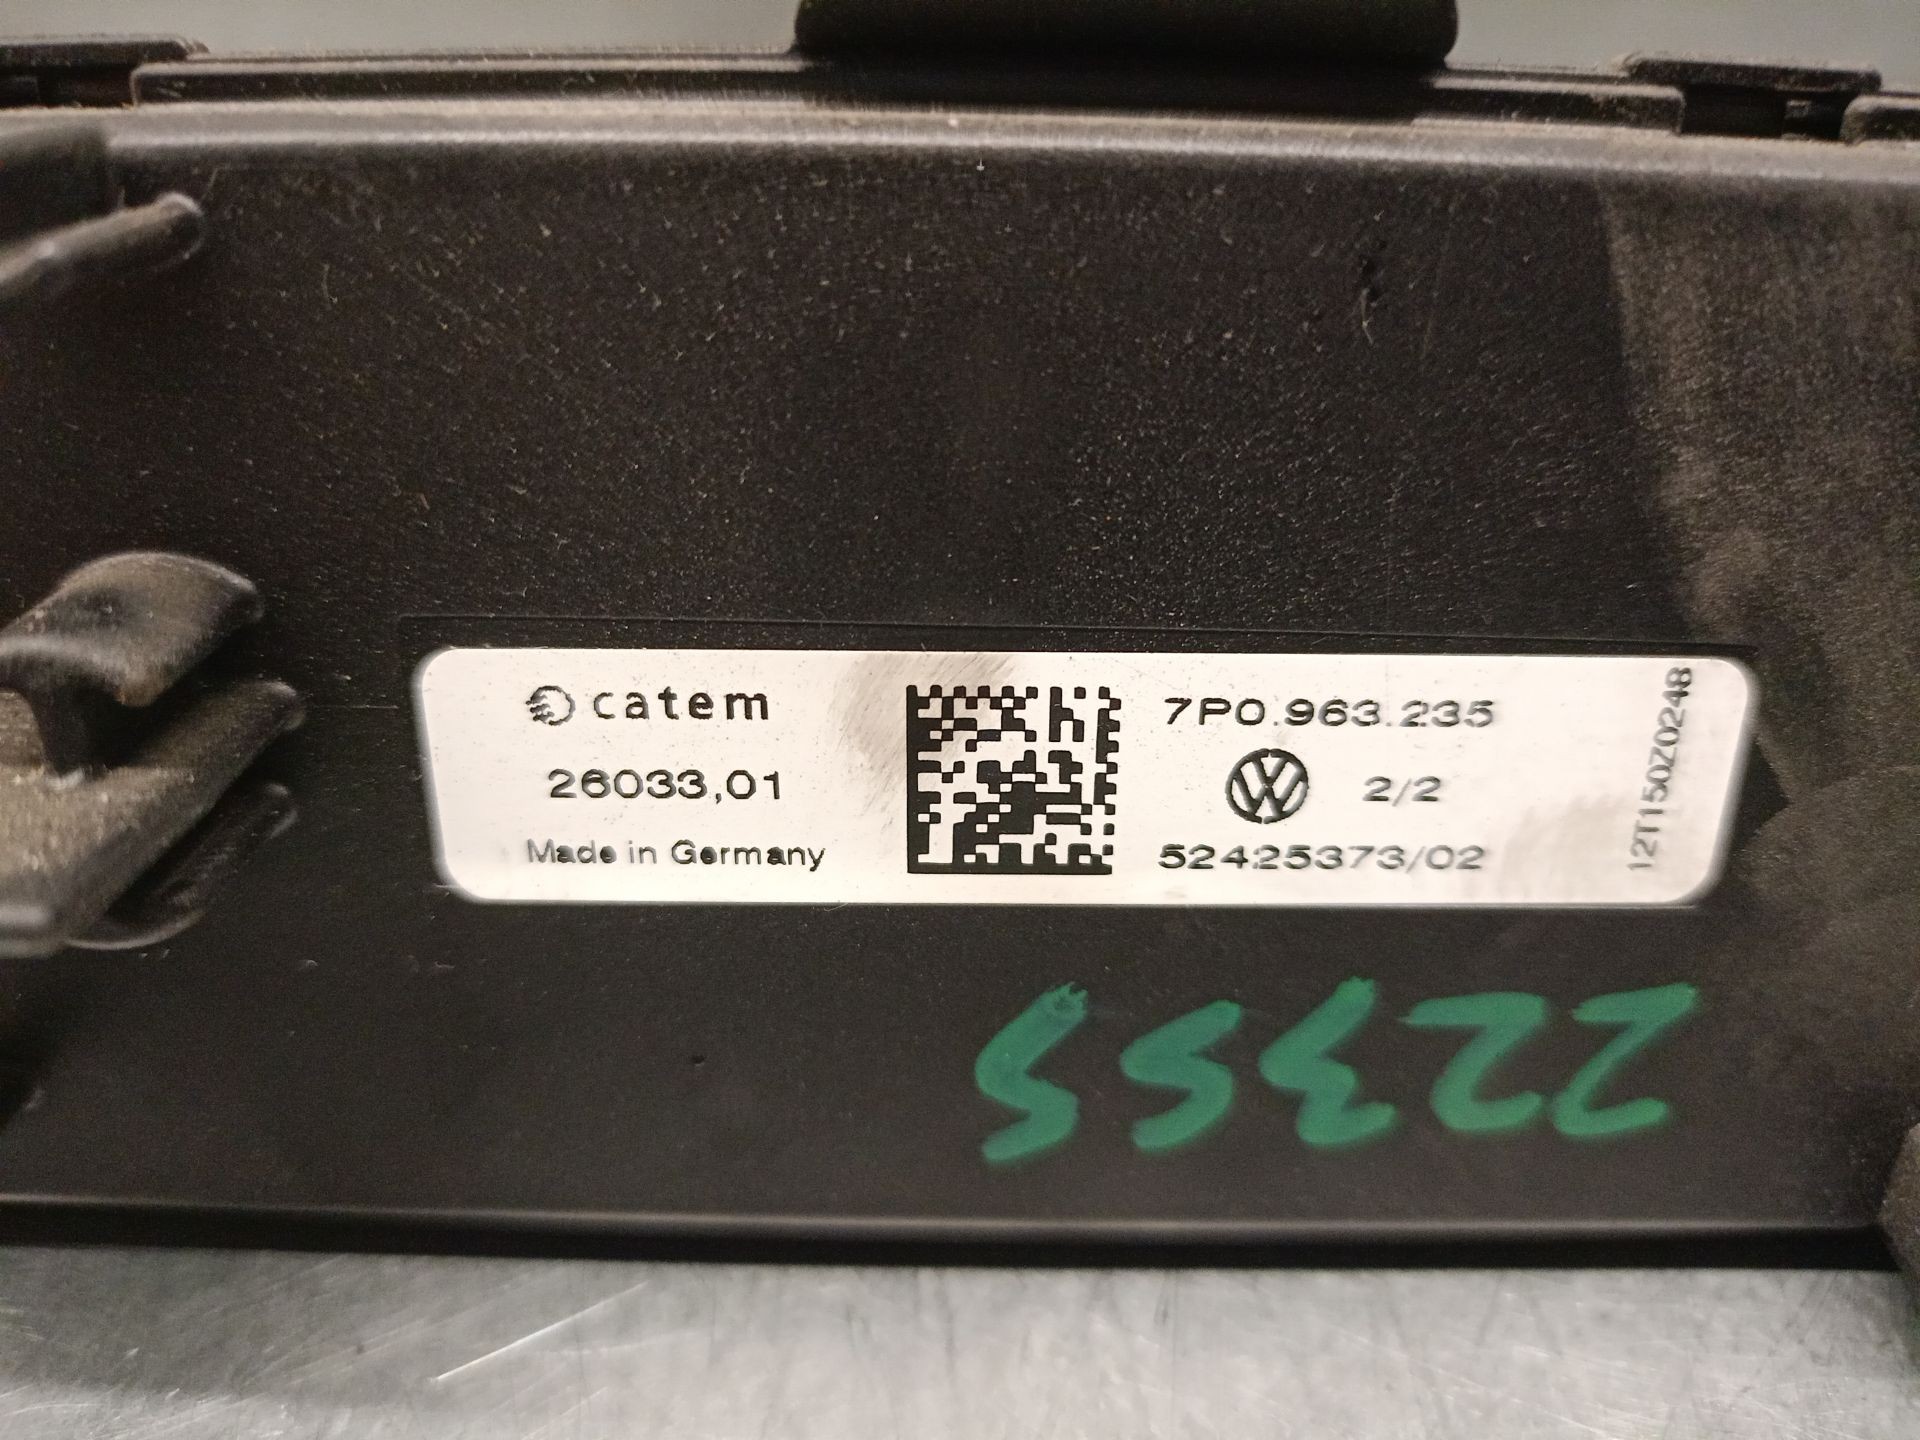 catem
26033,01
Made in Germany
7P0.963.235
2/2
52425373/02
12T150Z0248
22355